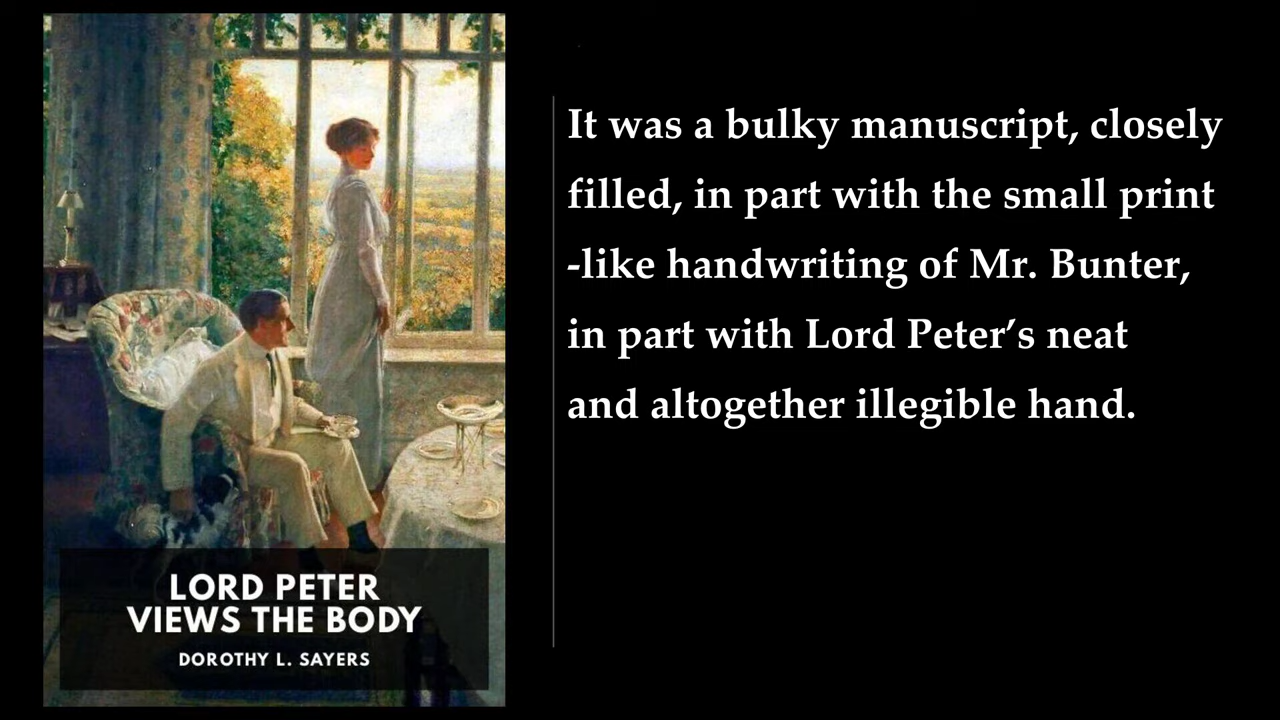 It was a bulky manuscript, closely
filled, in part with the small print
-like handwriting of Mr. Bunter,
in part with Lord Peter’s neat
and altogether illegible hand.
LORD PETER
VIEWS THE BODY
DOROTHY L. SAYERS